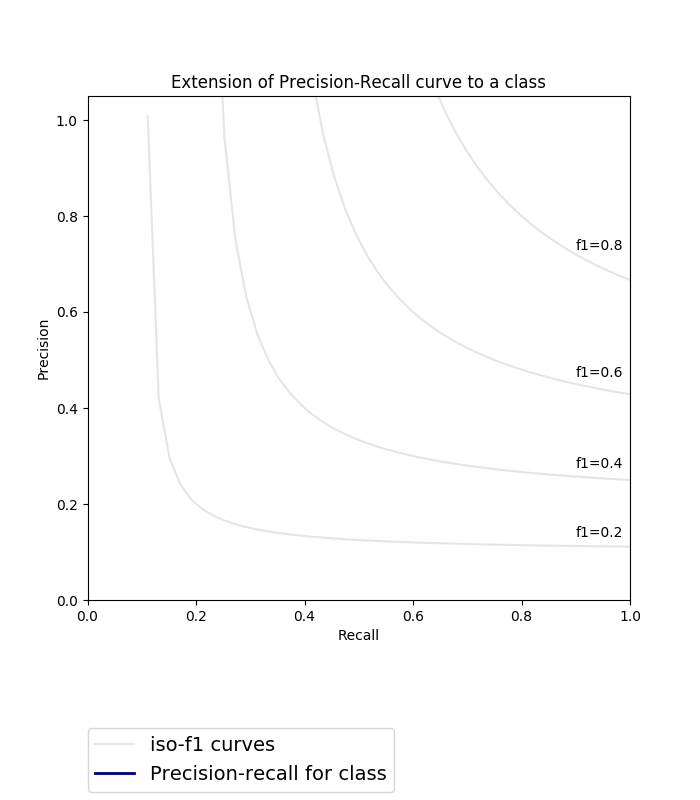 Extension of Precision-Recall curve to a class
1.0
0.8
0.6
0.4
0.2
0.0
Precision
f1=0.8
f1=0.6
f1=0.4
f1=0.2
0.0 0.2 0.4 0.6 0.8 1.0
Recall
iso-f1 curves
Precision-recall for class